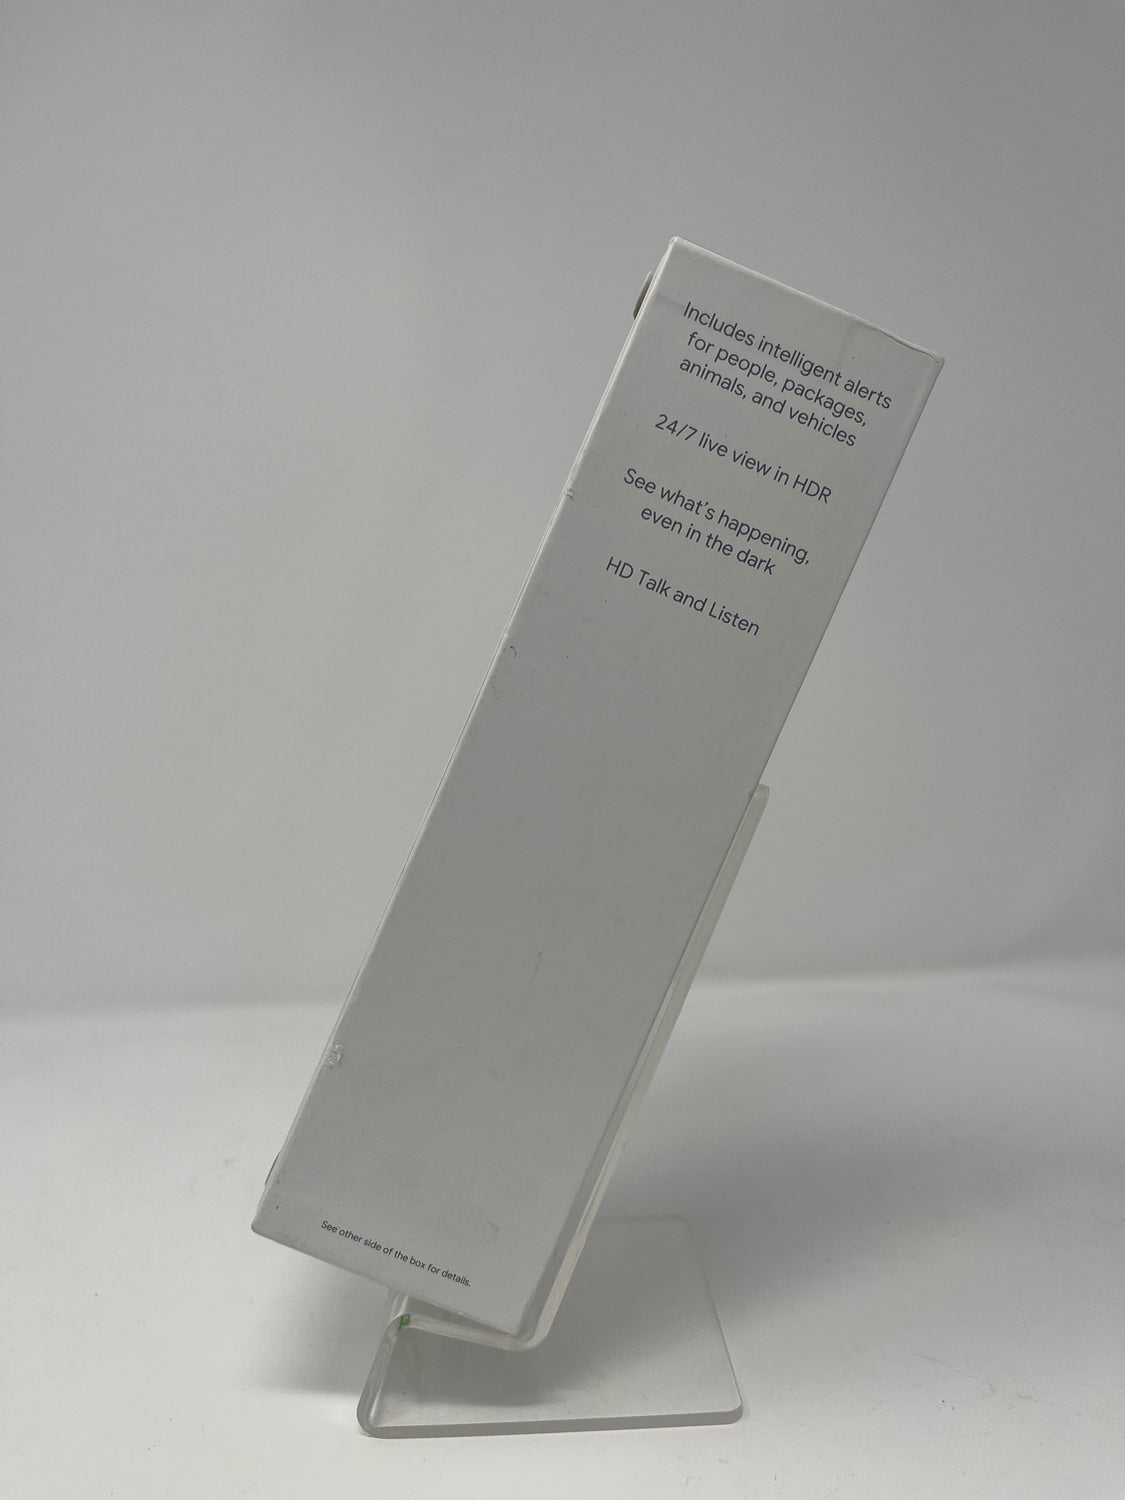 Includes intelligent alerts
for people, packages,
animals, and vehicles
24/7 live view in HDR
See what's happening,
even in the dark
HD Talk and Listen
See other side of the box for details.